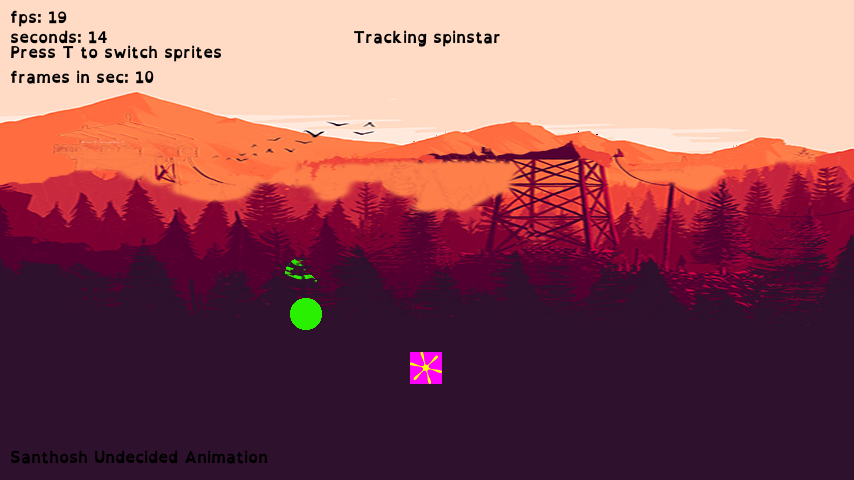 fps: 19
seconds: 14
Tracking spinstar
Press T to switch sprites
frames in sec: 10
Santhosh Undecided Animation